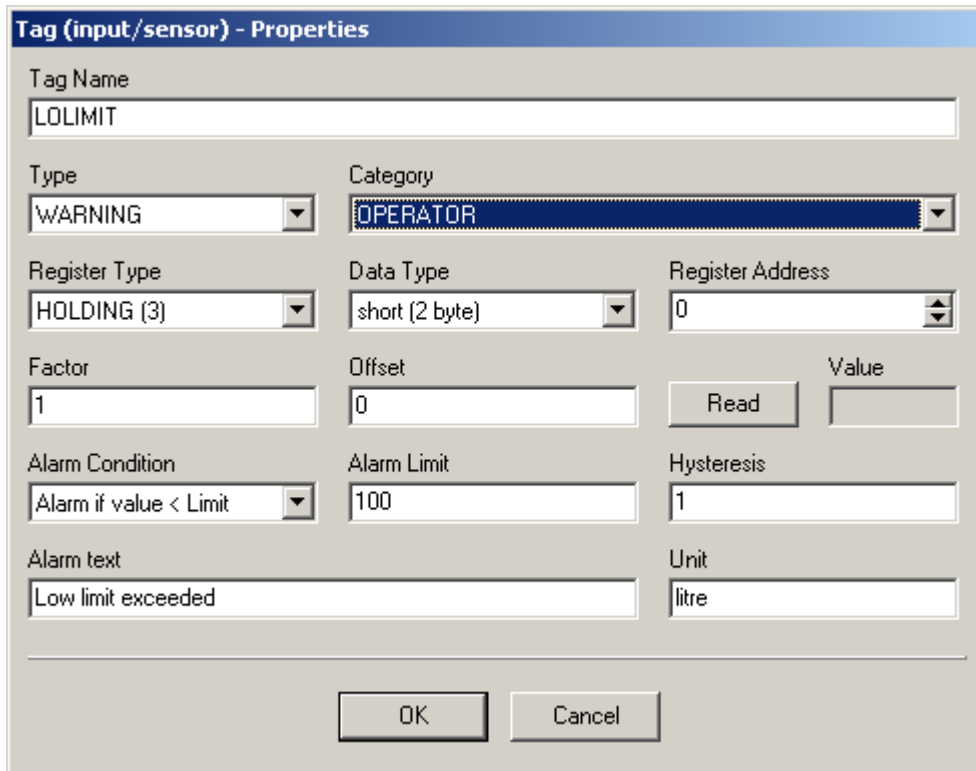 Tag (input/sensor) - Properties
Tag Name
LOLIMIT
Type Category
WARNING OPERATOR
Register Type Data Type Register Address
HOLDING (3) short (2 byte) 0
Factor Offset Value
1 0 Read
Alarm Condition Alarm Limit Hysteresis
Alarm if value < Limit 100 1
Alarm text Unit
Low limit exceeded litre
OK Cancel